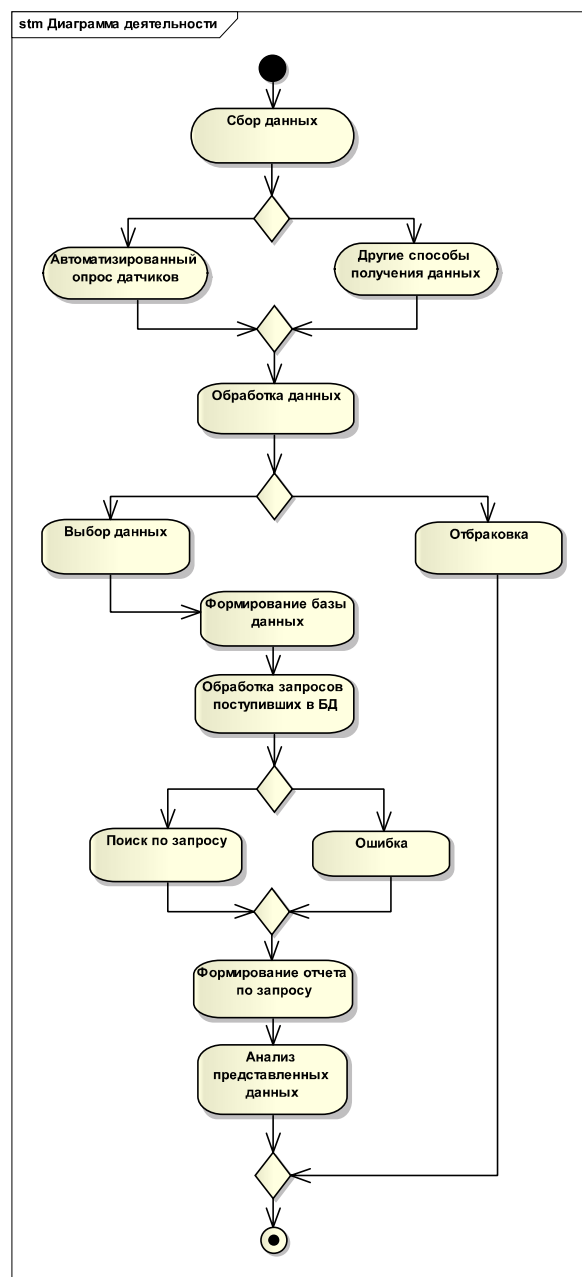 stm Диаграмма деятельности
Сбор данных
Автоматизированный
опрос датчиков
Другие способы
получения данных
Обработка данных
Выбор данных
Отбраковка
Формирование базы
данных
Обработка запросов
поступивших в БД
Поиск по запросу
Ошибка
Формирование отчета
по запросу
Анализ
представленных
данных